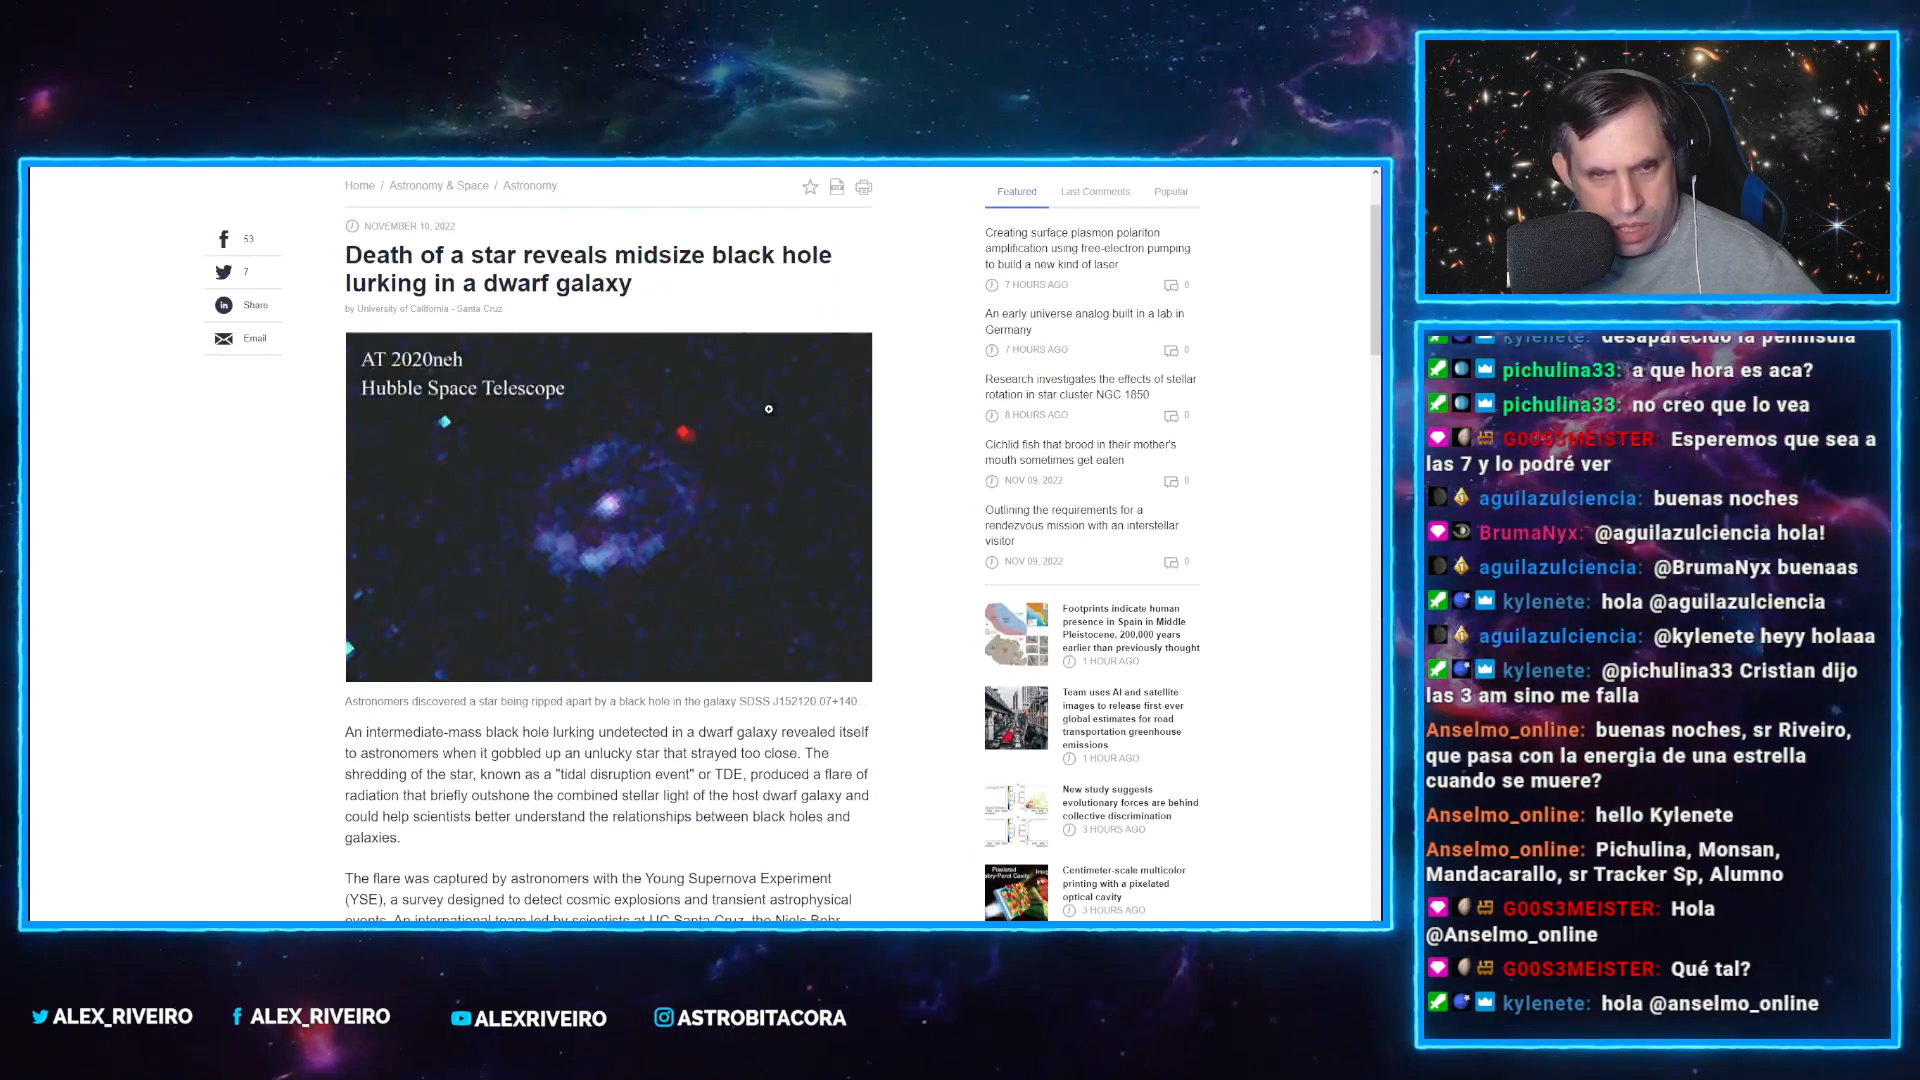 Home / Astronomy & Space / Astronomy
NOVEMBER 10, 2022
Death of a star reveals midsize black hole
lurking in a dwarf galaxy
by University of California - Santa Cruz
53
7
Share
Email
AT 2020neh
Hubble Space Telescope
Astronomers discovered a star being ripped apart by a black hole in the galaxy SDSS J152120.07+140...
An intermediate-mass black hole lurking undetected in a dwarf galaxy revealed itself
to astronomers when it gobbled up an unlucky star that strayed too close. The
shredding of the star, known as a "tidal disruption event" or TDE, produced a flare of
radiation that briefly outshone the combined stellar light of the host dwarf galaxy and
could help scientists better understand the relationships between black holes and
galaxies.
The flare was captured by astronomers with the Young Supernova Experiment
(YSE), a survey designed to detect cosmic explosions and transient astrophysical
events. An international team led by scientists at UC Santa Cruz, the Niels Bohr
Featured Last Comments Popular
Creating surface plasmon polariton
amplification using free-electron pumping
to build a new kind of laser
7 HOURS AGO 0
An early universe analog built in a lab in
Germany
7 HOURS AGO 0
Research investigates the effects of stellar
rotation in star cluster NGC 1850
8 HOURS AGO 0
Cichlid fish that brood in their mother's
mouth sometimes get eaten
NOV 09, 2022 0
Outlining the requirements for a
rendezvous mission with an interstellar
visitor
NOV 09, 2022 0
Footprints indicate human
presence in Spain in Middle
Pleistocene, 200,000 years
earlier than previously thought
1 HOUR AGO
Team uses AI and satellite
images to release first-ever
global estimates for road
transportation greenhouse
emissions
1 HOUR AGO
New study suggests
evolutionary forces are behind
collective discrimination
3 HOURS AGO
Centimeter-scale multicolor
printing with a pixelated
optical cavity
3 HOURS AGO
kylenete: desaparecido la peninsula
pichulina33: a que hora es aca?
pichulina33: no creo que lo vea
G00S3MEISTER: Esperemos que sea a
las 7 y lo podré ver
aguilazulciencia: buenas noches
BrumaNyx: @aguilazulciencia hola!
aguilazulciencia: @BrumaNyx buenaas
kylenete: hola @aguilazulciencia
aguilazulciencia: @kylenete heyy holaaa
kylenete: @pichulina33 Cristian dijo
las 3 am sino me falla
Anselmo_online: buenas noches, sr Riveiro,
que pasa con la energia de una estrella
cuando se muere?
Anselmo_online: hello Kylenete
Anselmo_online: Pichulina, Monsan,
Mandacarallo, sr Tracker Sp, Alumno
G00S3MEISTER: Hola
@Anselmo_online
G00S3MEISTER: Qué tal?
kylenete: hola @anselmo_online
ALEX_RIVEIRO ALEX_RIVEIRO ALEXRIVEIRO ASTROBITACORA